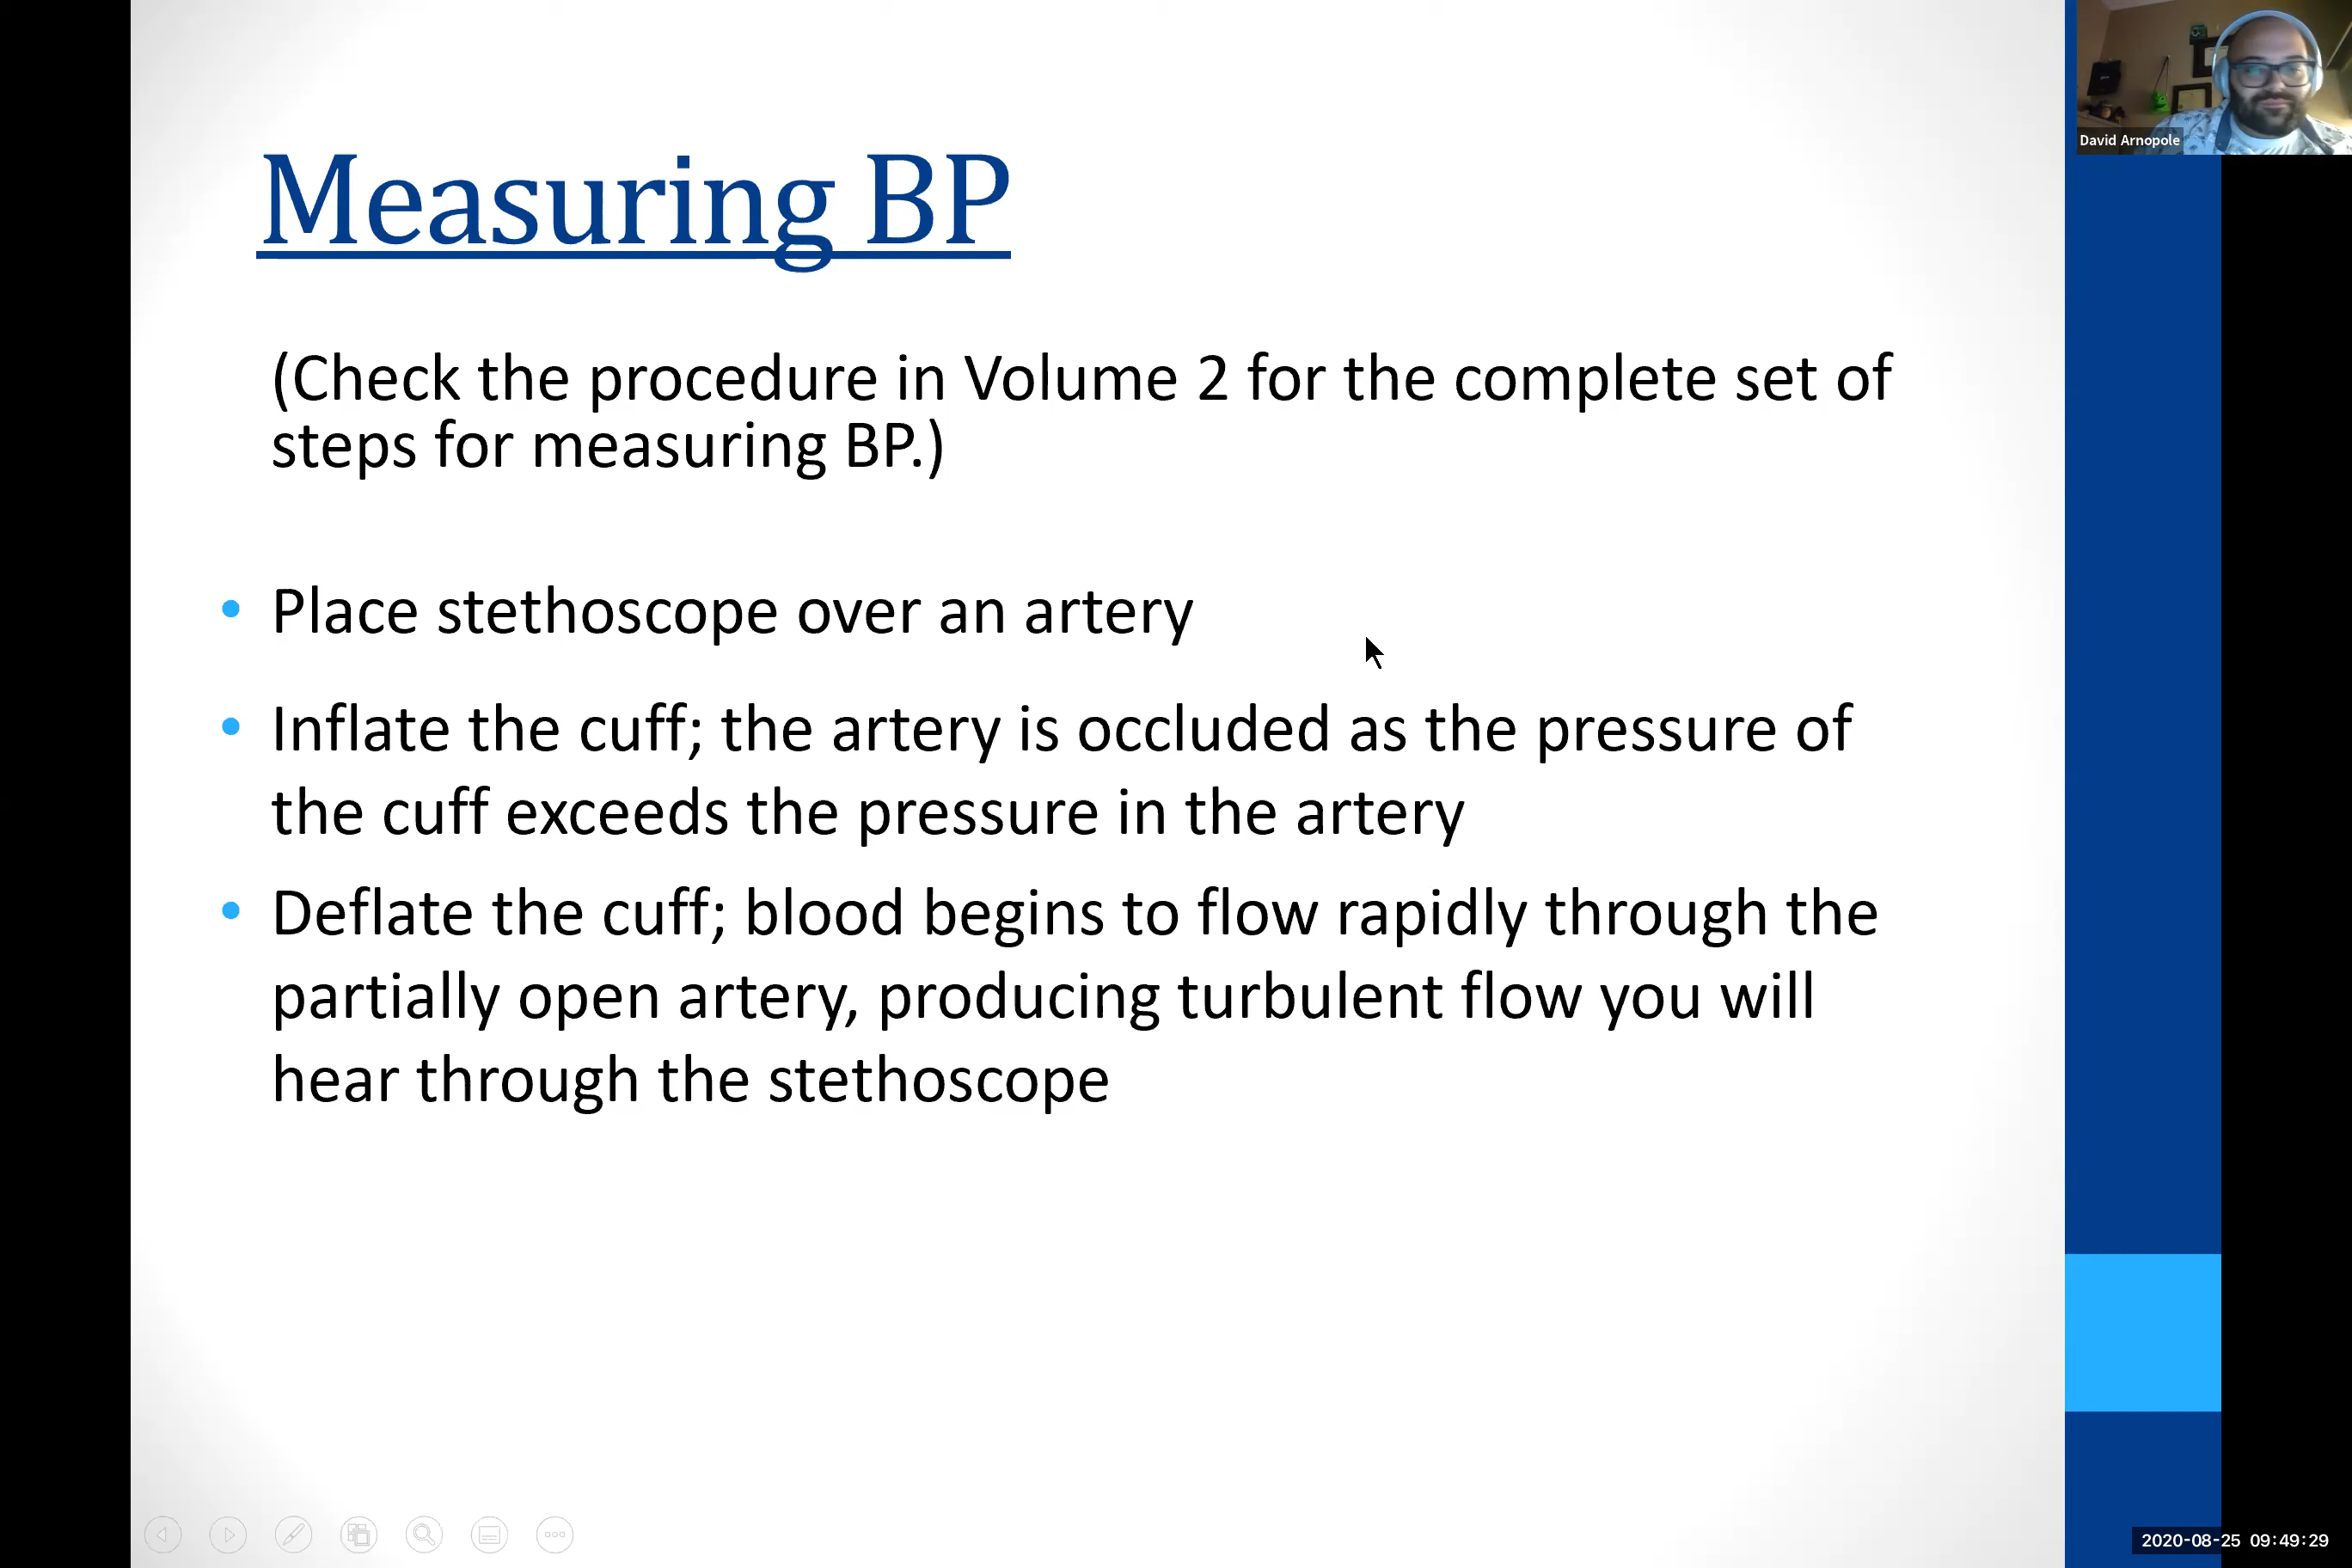 David Arnopole
Measuring BP
(Check the procedure in Volume 2 for the complete set of
steps for measuring BP.)
• Place stethoscope over an artery
• Inflate the cuff; the artery is occluded as the pressure of
the cuff exceeds the pressure in the artery
• Deflate the cuff; blood begins to flow rapidly through the
partially open artery, producing turbulent flow you will
hear through the stethoscope
2020-08-25 09:49:29